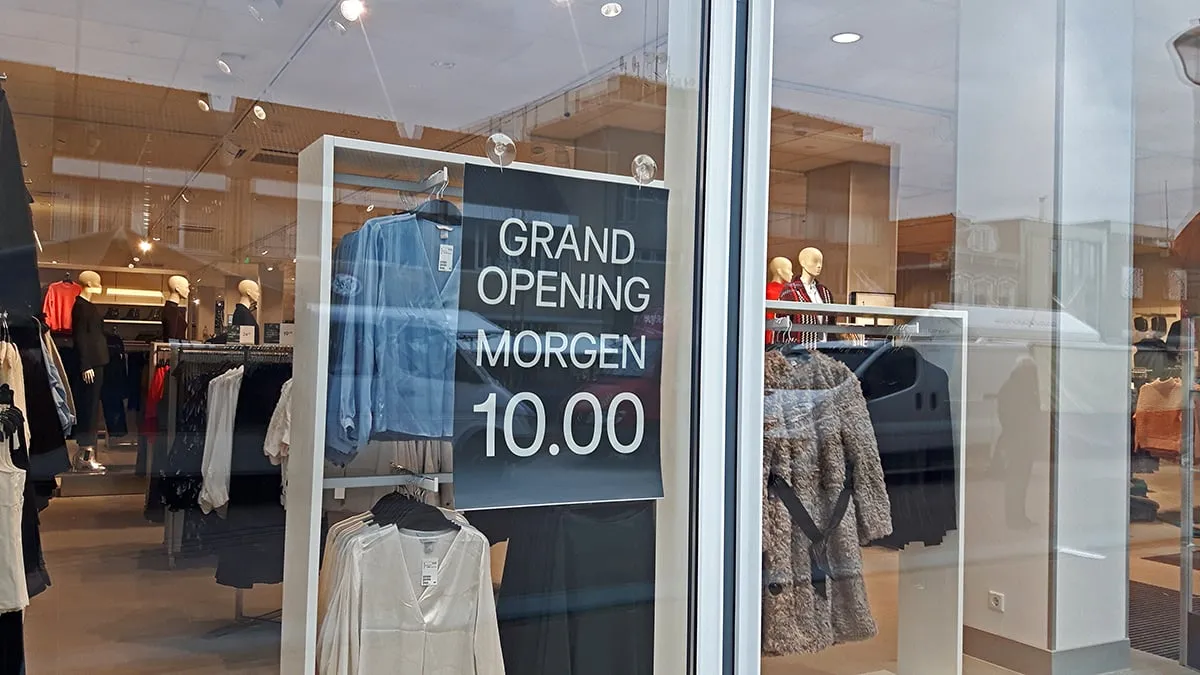 GRAND
OPENING
MORGEN
10.00